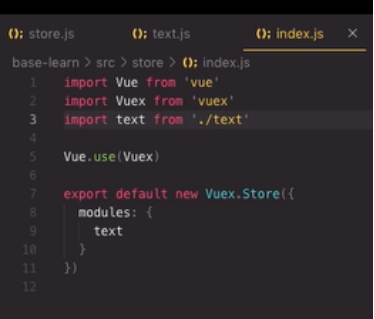 (); store.js (); text.js (); index.js ×
base-learn > src > store > (); index.js
1 import Vue from 'vue'
2 import Vuex from 'vuex'
3 import text from './text'
4
5 Vue.use(Vuex)
6
7 export default new Vuex.Store({
8 modules: {
9 text
10 }
11 })
12